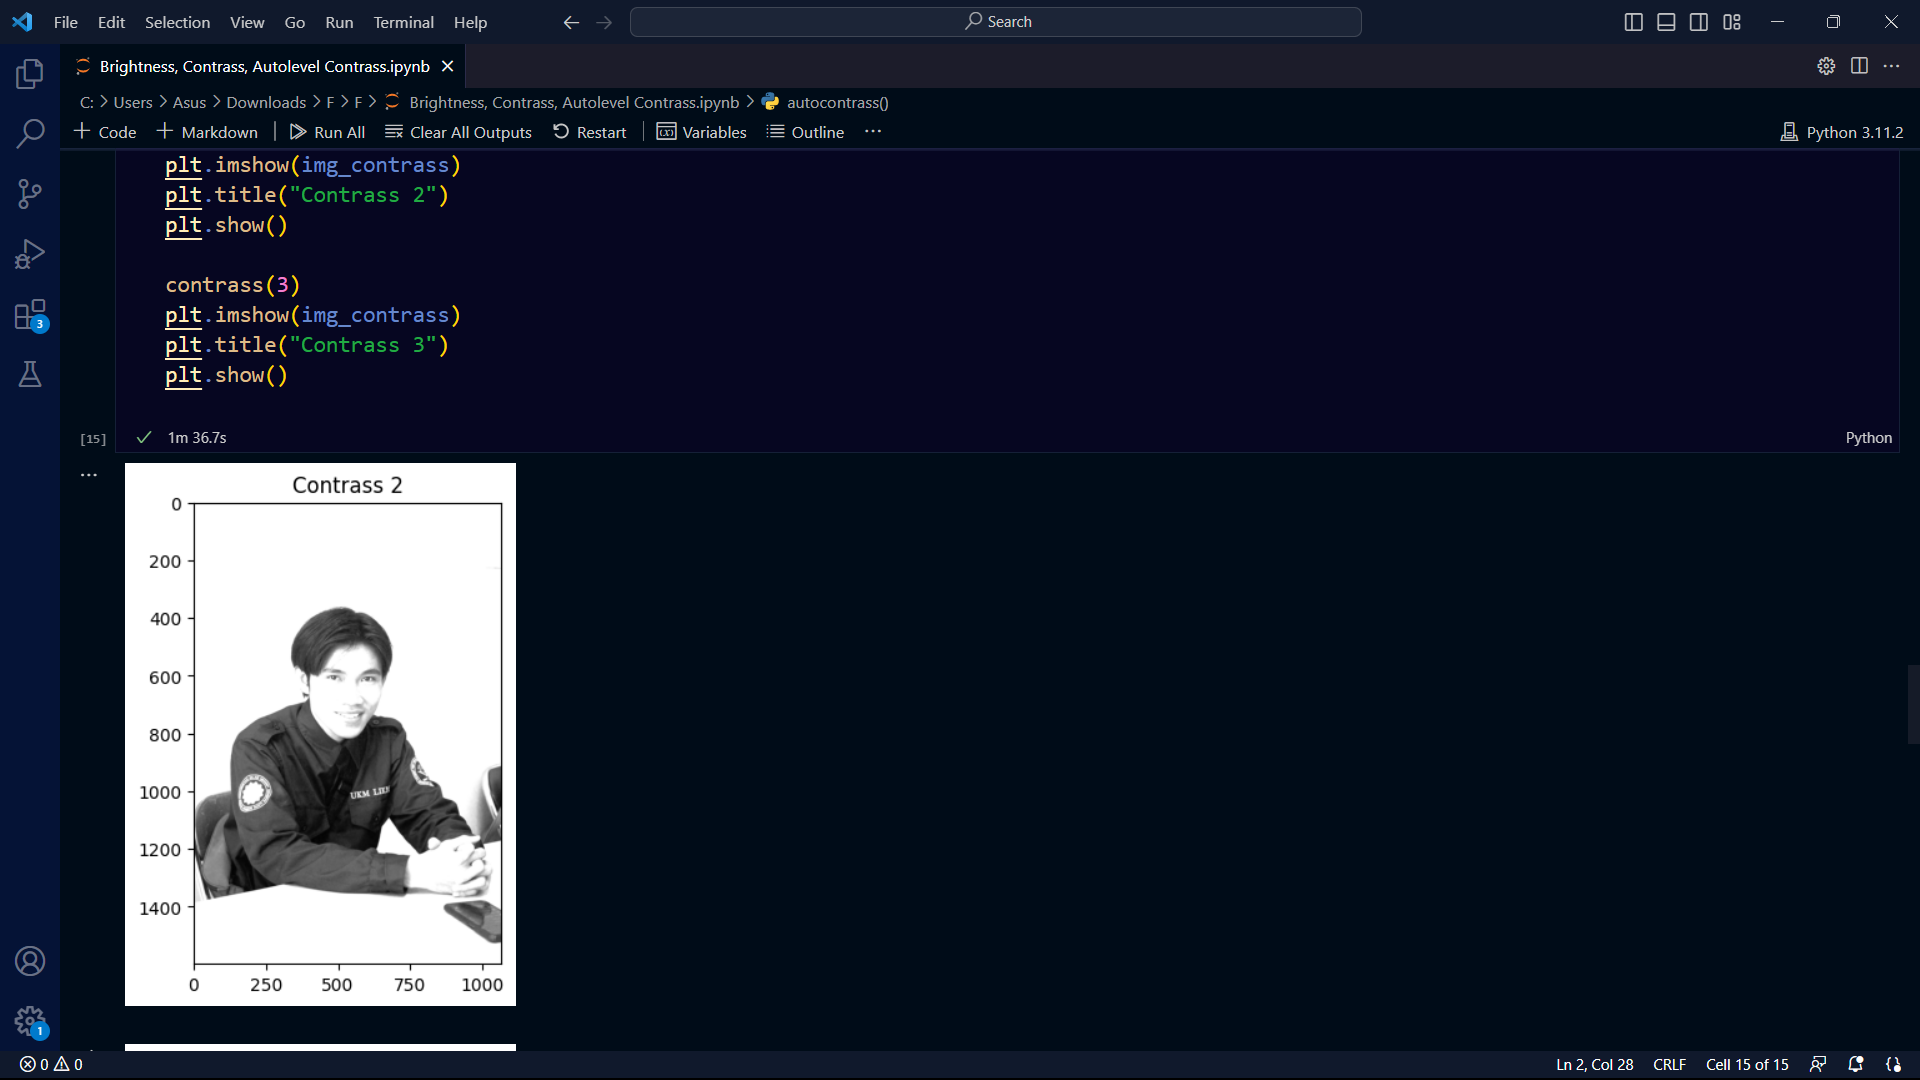 File Edit Selection View Go Run Terminal Help
Search
Brightness, Contrass, Autolevel Contrass.ipynb
C: > Users > Asus > Downloads > F > F > Brightness, Contrass, Autolevel Contrass.ipynb > autocontrass()
+ Code + Markdown | Run All Clear All Outputs Restart | Variables Outline ...
Python 3.11.2
plt.imshow(img_contrass)
plt.title("Contrass 2")
plt.show()
contrass(3)
plt.imshow(img_contrass)
plt.title("Contrass 3")
plt.show()
[15] 1m 36.7s
Python
Contrass 2
0
200
400
600
800
1000
1200
1400
UKM LI
0 250 500 750 1000
3
1
0 0
Ln 2, Col 28 CRLF Cell 15 of 15